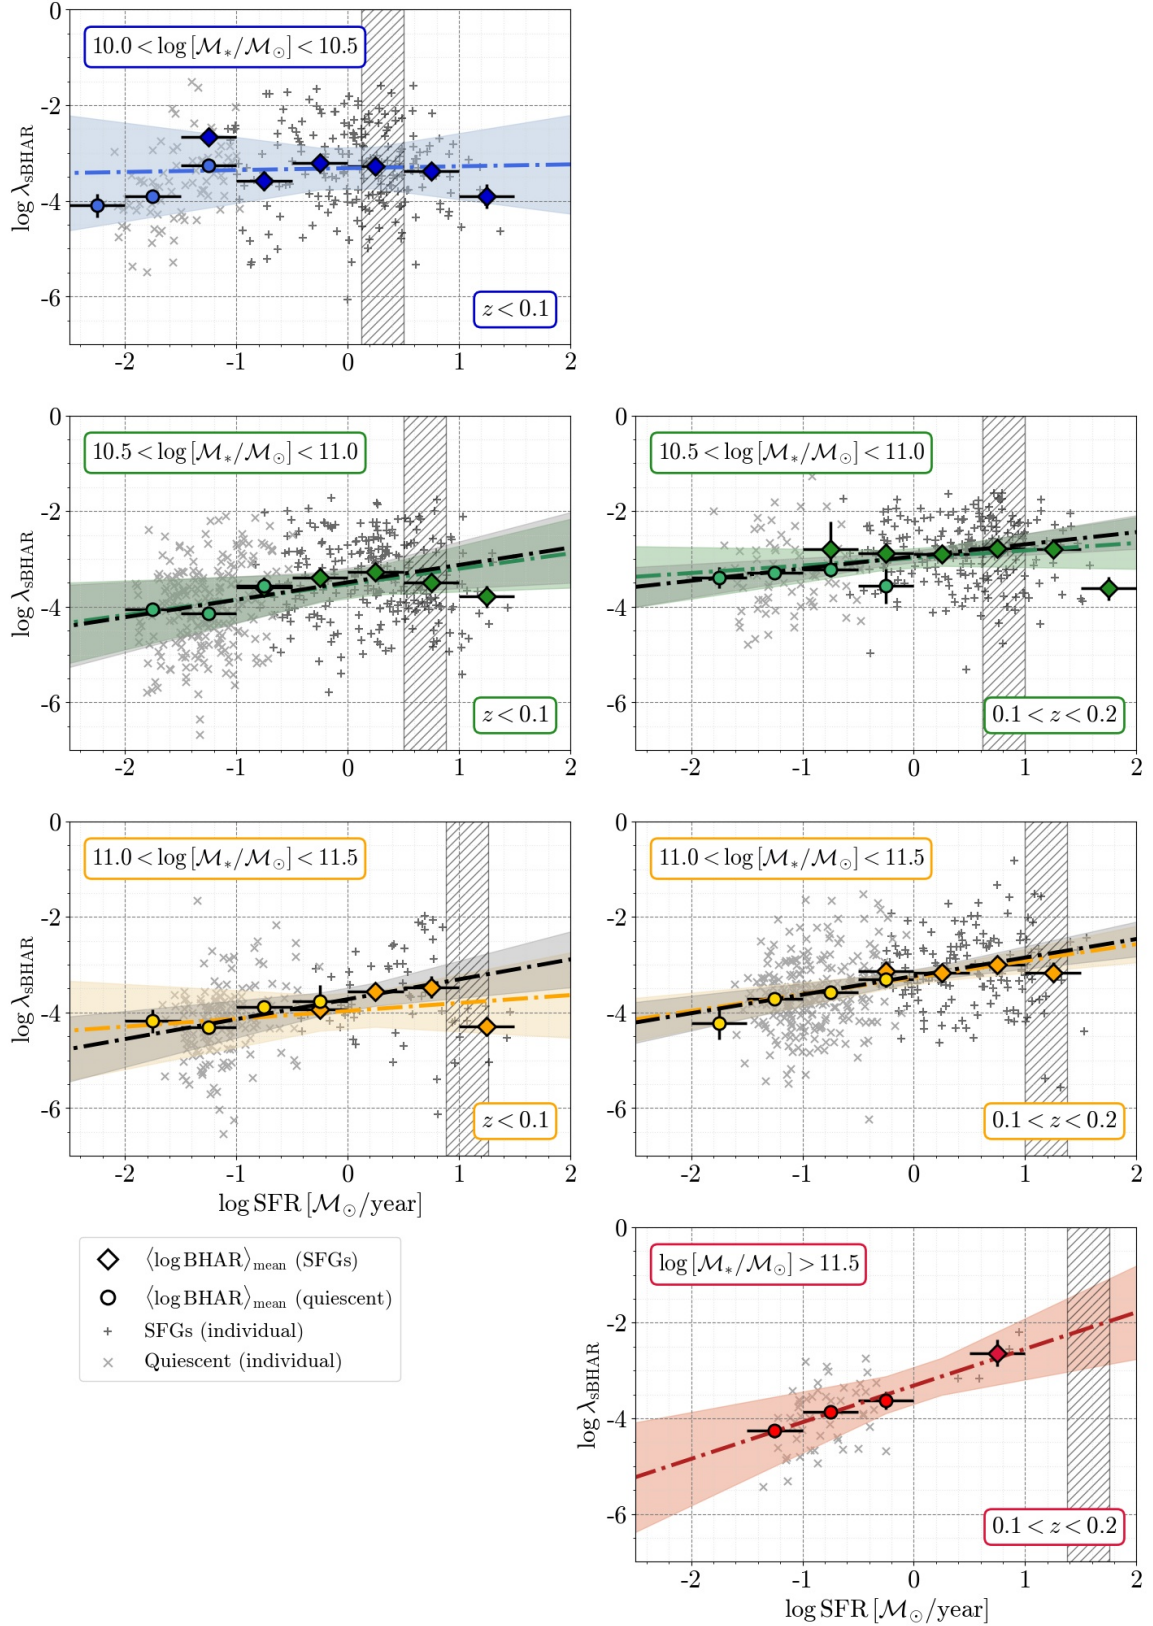 10.0 < log [ℳ∗/ℳ⊙] < 10.5
0
-2
-4
-6
log λsBHAR
z < 0.1
-2 -1 0 1 2
10.5 < log [ℳ∗/ℳ⊙] < 11.0
0
-2
-4
-6
log λsBHAR
z < 0.1
-2 -1 0 1 2
10.5 < log [ℳ∗/ℳ⊙] < 11.0
0
-2
-4
-6
0.1 < z < 0.2
-2 -1 0 1 2
11.0 < log [ℳ∗/ℳ⊙] < 11.5
0
-2
-4
-6
log λsBHAR
z < 0.1
-2 -1 0 1 2
log SFR [ℳ⊙/year]
11.0 < log [ℳ∗/ℳ⊙] < 11.5
0
-2
-4
-6
0.1 < z < 0.2
-2 -1 0 1 2
⟨log BHAR⟩mean (SFGs)
⟨log BHAR⟩mean (quiescent)
SFGs (individual)
Quiescent (individual)
log [ℳ∗/ℳ⊙] > 11.5
0
-2
-4
-6
log λsBHAR
0.1 < z < 0.2
-2 -1 0 1 2
log SFR [ℳ⊙/year]